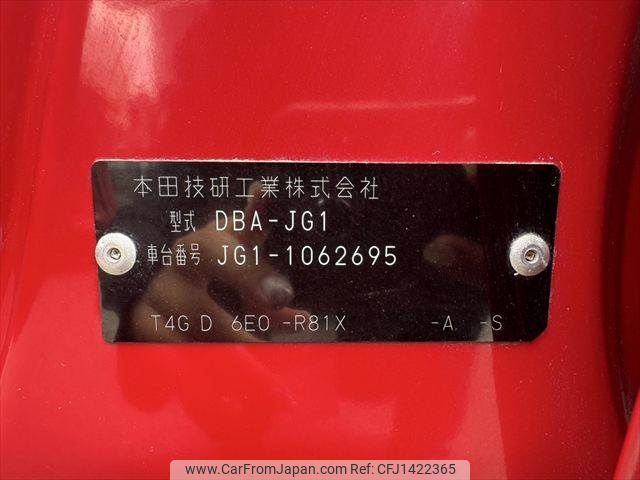 本田技研工業株式会社
型式 DBA-JG1
車台番号 JG1-1062695
T4G D 6E0 -R81X -A -S
www.CarFromJapan.com CFJ1422365